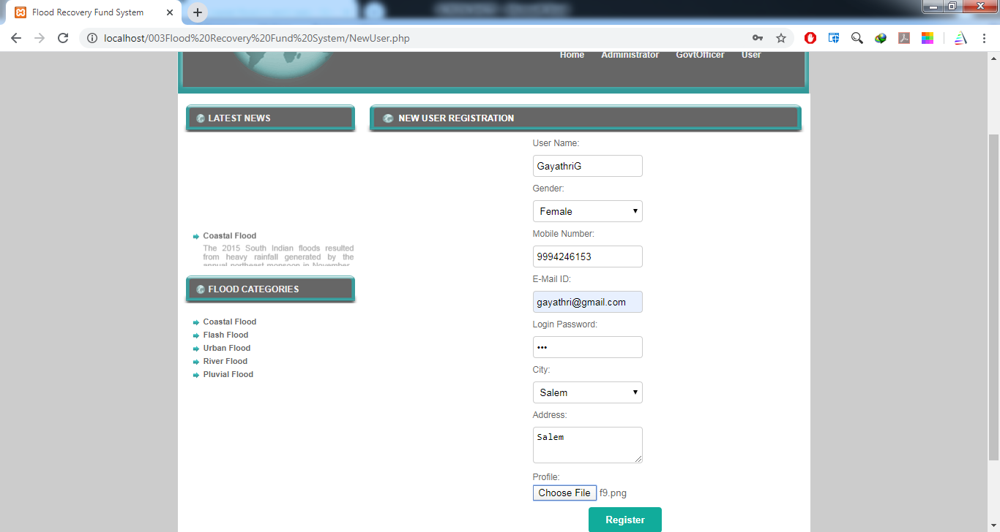 Flood Recovery Fund System
localhost/003Flood%20Recovery%20Fund%20System/NewUser.php
Home Administrator GovtOfficer User
LATEST NEWS
Coastal Flood
The 2015 South Indian floods resulted
from heavy rainfall generated by the
annual northeast monsoon in November
FLOOD CATEGORIES
Coastal Flood
Flash Flood
Urban Flood
River Flood
Pluvial Flood
NEW USER REGISTRATION
User Name:
GayathriG
Gender:
Female
Mobile Number:
9994246153
E-Mail ID:
gayathri@gmail.com
Login Password:
•••
City:
Salem
Address:
Salem
Profile:
Choose File f9.png
Register